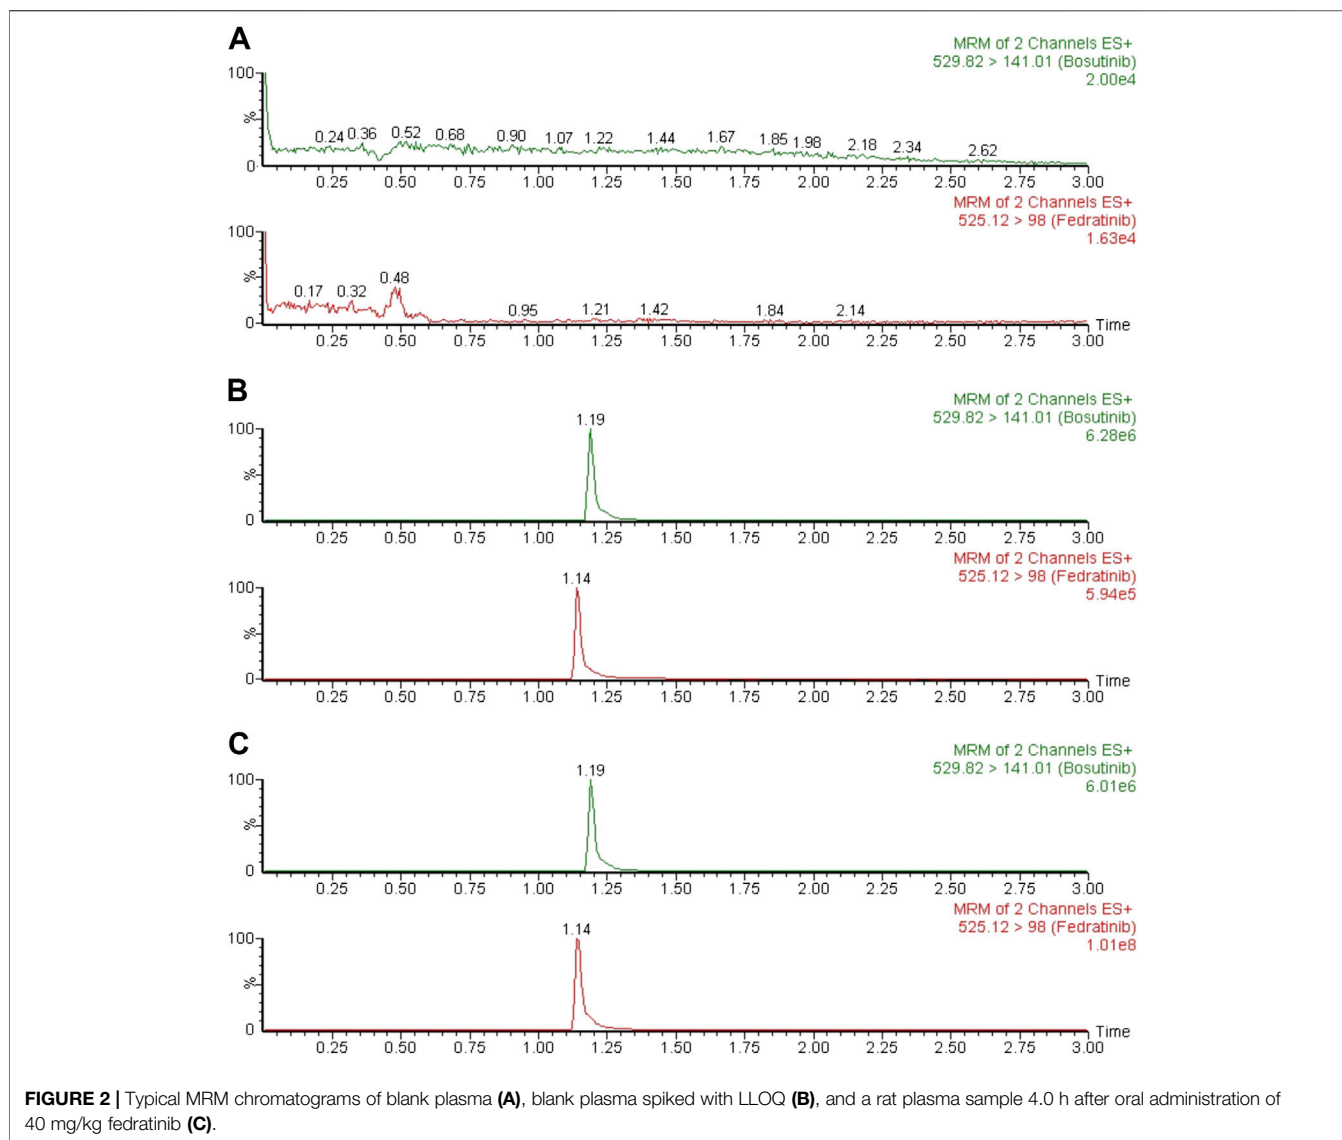 A
MRM of 2 Channels ES+
529.82 > 141.01 (Bosutinib)
2.00e4
100
%
0
0.24 0.36 0.52 0.68 0.90 1.07 1.22 1.44 1.67 1.85 1.98 2.18 2.34 2.62
0.25 0.50 0.75 1.00 1.25 1.50 1.75 2.00 2.25 2.50 2.75 3.00
MRM of 2 Channels ES+
525.12 > 98 (Fedratinib)
1.63e4
100
%
0
0.17 0.32 0.48 0.95 1.21 1.42 1.84 2.14
Time
0.25 0.50 0.75 1.00 1.25 1.50 1.75 2.00 2.25 2.50 2.75 3.00
B
MRM of 2 Channels ES+
529.82 > 141.01 (Bosutinib)
6.28e6
1.19
100
%
0
0.25 0.50 0.75 1.00 1.25 1.50 1.75 2.00 2.25 2.50 2.75 3.00
MRM of 2 Channels ES+
525.12 > 98 (Fedratinib)
5.94e5
1.14
100
%
0
Time
0.25 0.50 0.75 1.00 1.25 1.50 1.75 2.00 2.25 2.50 2.75 3.00
C
MRM of 2 Channels ES+
529.82 > 141.01 (Bosutinib)
6.01e6
1.19
100
%
0
0.25 0.50 0.75 1.00 1.25 1.50 1.75 2.00 2.25 2.50 2.75 3.00
MRM of 2 Channels ES+
525.12 > 98 (Fedratinib)
1.01e8
1.14
100
%
0
Time
0.25 0.50 0.75 1.00 1.25 1.50 1.75 2.00 2.25 2.50 2.75 3.00
FIGURE 2 | Typical MRM chromatograms of blank plasma (A), blank plasma spiked with LLOQ (B), and a rat plasma sample 4.0 h after oral administration of
40 mg/kg fedratinib (C).